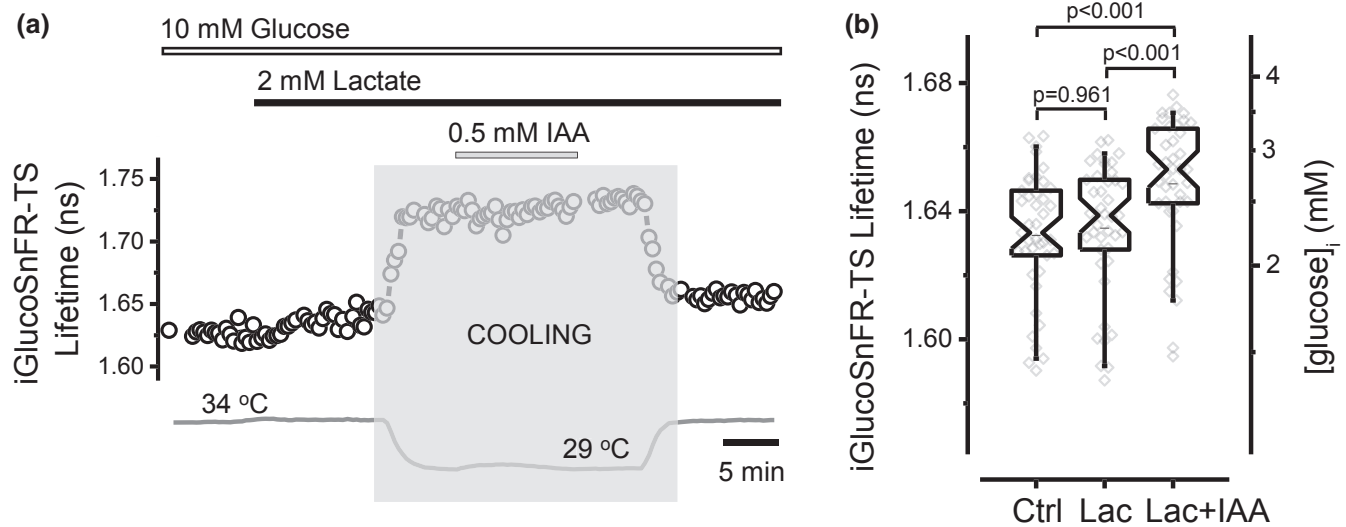 (a)
10 mM Glucose
2 mM Lactate
0.5 mM IAA
iGlucoSnFR-TS
Lifetime (ns)
1.75
1.70
1.65
1.60
COOLING
34 °C
29 °C
5 min
(b)
p<0.001
p<0.001
p=0.961
iGlucoSnFR-TS Lifetime (ns)
1.68
1.64
1.60
4
3
2
[glucose]i (mM)
Ctrl Lac Lac+IAA